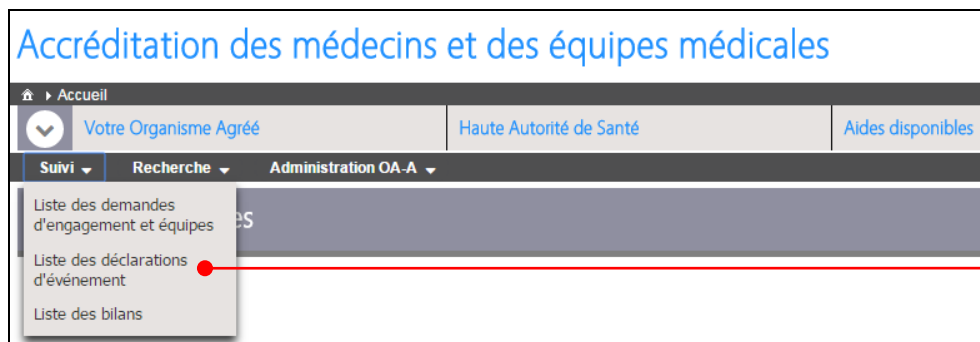 Accréditation des médecins et des équipes médicales
Accueil
Votre Organisme Agréé
Haute Autorité de Santé
Aides disponibles
Suivi
Recherche
Administration OA-A
Liste des demandes
d'engagement et équipes
Liste des déclarations
d'événement
Liste des bilans